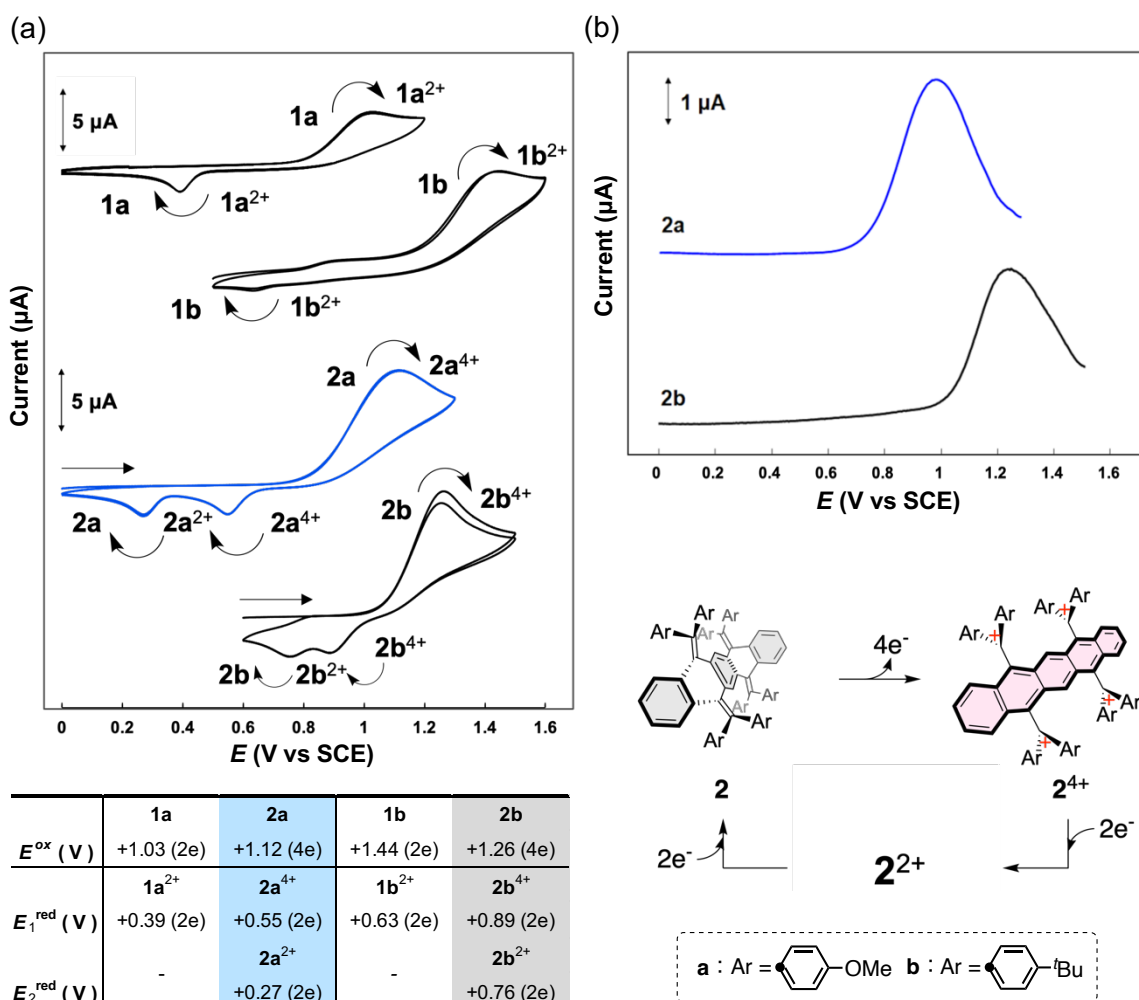 (a)
5 µA
1a
1a²⁺
1a
1a²⁺
1b
1b²⁺
1b
1b²⁺
5 µA
2a
2a⁴⁺
2a
2a²⁺
2a⁴⁺
2b
2b⁴⁺
2b
2b²⁺
2b⁴⁺
Current (µA)
0 0.2 0.4 0.6 0.8 1 1.2 1.4 1.6
E (V vs SCE)
1a 2a 1b 2b
Eᵒˣ (V) +1.03 (2e) +1.12 (4e) +1.44 (2e) +1.26 (4e)
1a²⁺ 2a⁴⁺ 1b²⁺ 2b⁴⁺
E₁ʳᵉᵈ (V) +0.39 (2e) +0.55 (2e) +0.63 (2e) +0.89 (2e)
2a²⁺ 2b²⁺
E₂ʳᵉᵈ (V) - +0.27 (2e) - +0.76 (2e)
(b)
1 µA
2a
2b
Current (µA)
0 0.2 0.4 0.6 0.8 1.0 1.2 1.4 1.6
E (V vs SCE)
Ar Ar
Ar Ar
Ar Ar
Ar Ar
4e⁻
Ar Ar
Ar Ar
Ar Ar
Ar Ar
+ + + +
2
2⁴⁺
2e⁻
2²⁺
2e⁻
a : Ar = OMe b : Ar = ᵗBu